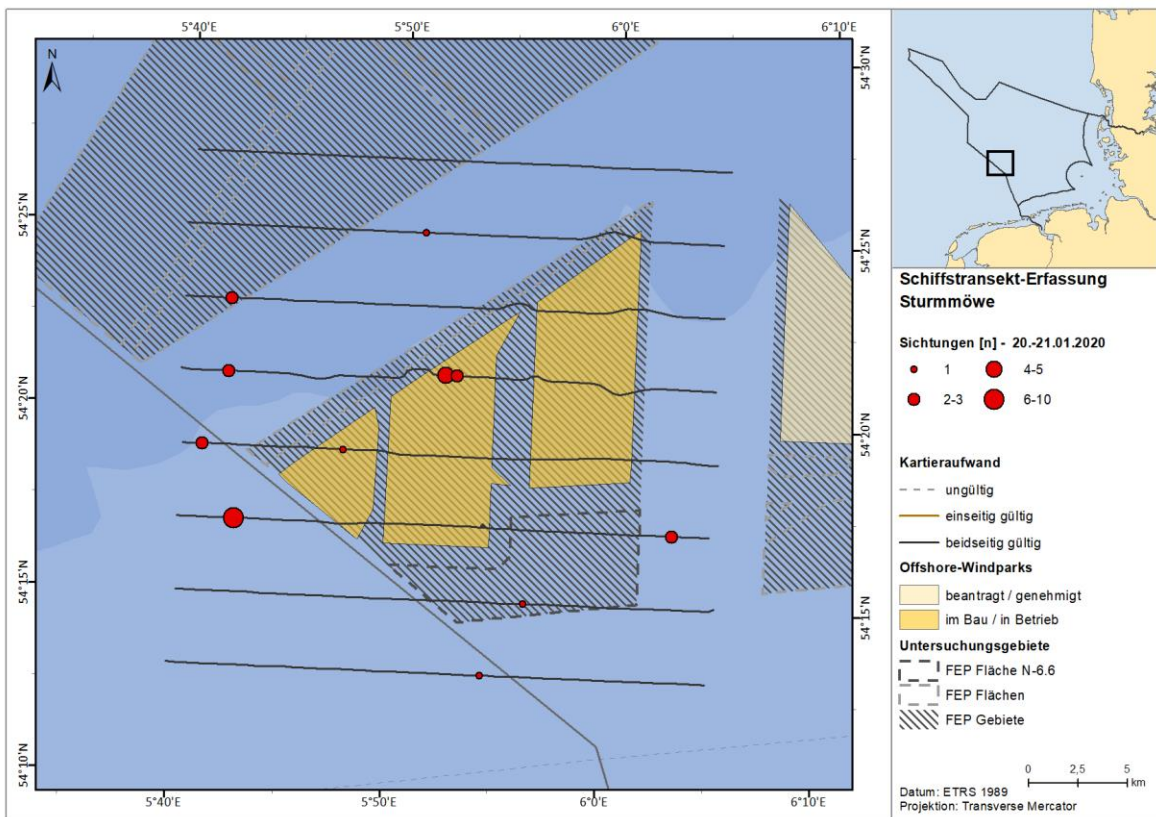 5°40'E
5°50'E
6°0'E
6°10'E
N
54°30'N
54°25'N
54°25'N
54°20'N
54°20'N
54°15'N
54°15'N
54°10'N
5°40'E
5°50'E
6°0'E
6°10'E
Schiffstransekt-Erfassung
Sturmmöwe
Sichtungen [n] - 20.-21.01.2020
1
4-5
2-3
6-10
Kartieraufwand
ungültig
einseitig gültig
beidseitig gültig
Offshore-Windparks
beantragt / genehmigt
im Bau / in Betrieb
Untersuchungsgebiete
FEP Fläche N-6.6
FEP Flächen
FEP Gebiete
0 2,5 5
km
Datum: ETRS 1989
Projektion: Transverse Mercator